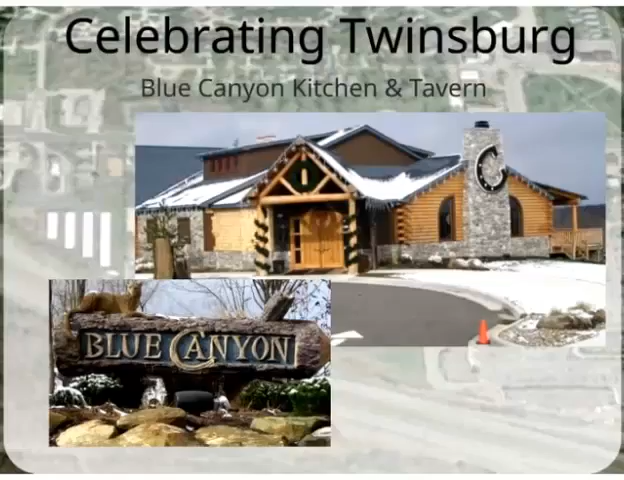 Celebrating Twinsburg
Blue Canyon Kitchen & Tavern
C
BLUE CANYON